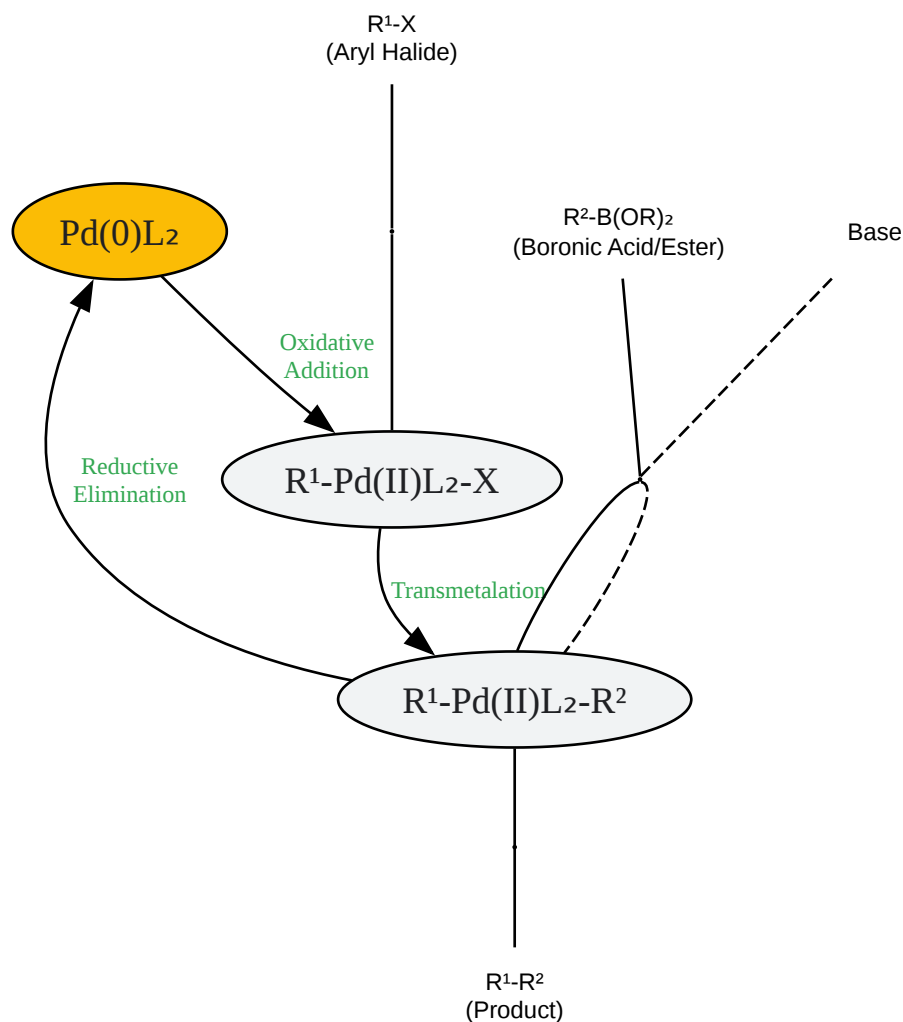 R¹-X
(Aryl Halide)
Pd(0)L₂
R²-B(OR)₂
(Boronic Acid/Ester)
Base
Oxidative
Addition
Reductive
Elimination
R¹-Pd(II)L₂-X
Transmetalation
R¹-Pd(II)L₂-R²
R¹-R²
(Product)